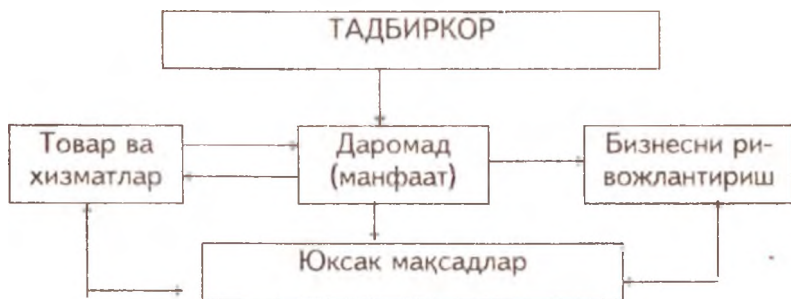 ТАДБИРКОР
Товар ва
хизматлар
Даромад
(манфаат)
Бизнесни ри-
вожлантириш
Юксак мақсадлар